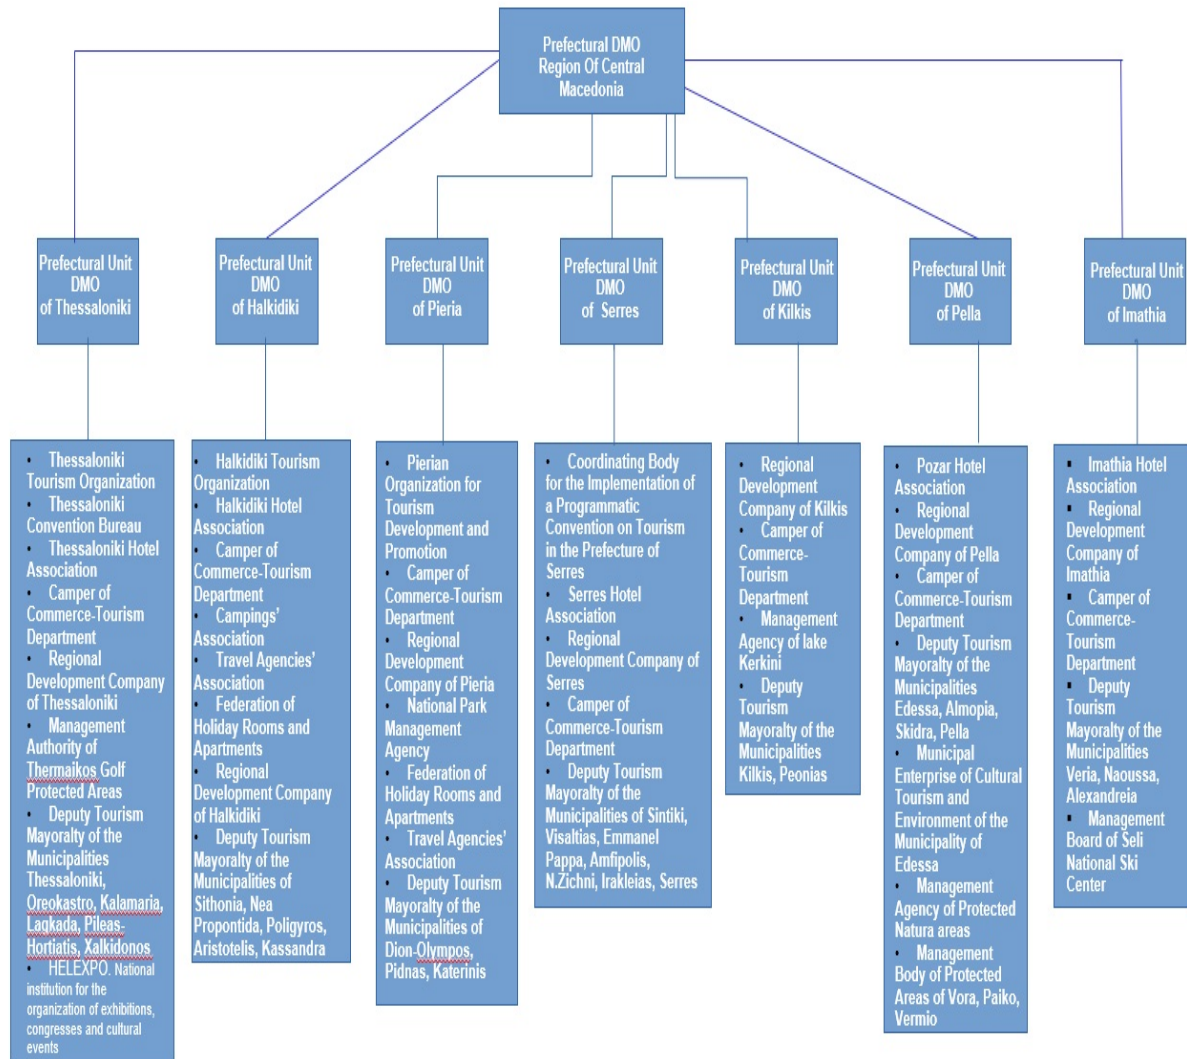 Prefectural DMO
Region Of Central
Macedonia
Prefectural Unit
DMO
of Thessaloniki
Prefectural Unit
DMO
of Halkidiki
Prefectural Unit
DMO
of Pieria
Prefectural Unit
DMO
of Serres
Prefectural Unit
DMO
of Kilkis
Prefectural Unit
DMO
of Pella
Prefectural Unit
DMO
of Imathia
• Thessaloniki
Tourism Organization
• Thessaloniki
Convention Bureau
• Thessaloniki Hotel
Association
• Camper of
Commerce-Tourism
Department
• Regional
Development Company
of Thessaloniki
• Management
Authority of
Thermaikos Golf
Protected Areas
• Deputy Tourism
Mayoralty of the
Municipalities
Thessaloniki,
Oreokastro, Kalamaria,
Lagkada, Pileas-
Hortiatis, Xalkidonos
• HELEXPO. National
institution for the
organization of exhibitions,
congresses and cultural
events
• Halkidiki Tourism
Organization
• Halkidiki Hotel
Association
• Camper of
Commerce-Tourism
Department
• Campings’
Association
• Travel Agencies’
Association
• Federation of
Holiday Rooms and
Apartments
• Regional
Development Company
of Halkidiki
• Deputy Tourism
Mayoralty of the
Municipalities of
Sithonia, Nea
Propontida, Poligyros,
Aristotelis, Kassandra
• Pierian
Organization for
Tourism
Development and
Promotion
• Camper of
Commerce-Tourism
Department
• Regional
Development
Company of Pieria
• National Park
Management
Agency
• Federation of
Holiday Rooms and
Apartments
• Travel Agencies’
Association
• Deputy Tourism
Mayoralty of the
Municipalities of
Dion-Olympos,
Pidnas, Katerinis
• Coordinating Body
for the Implementation of
a Programmatic
Convention on Tourism
in the Prefecture of
Serres
• Serres Hotel
Association
• Regional
Development Company of
Serres
• Camper of
Commerce-Tourism
Department
• Deputy Tourism
Mayoralty of the
Municipalities of Sintiki,
Visaltias, Emmanel
Pappa, Amfipolis,
N.Zichni, Irakleias, Serres
• Regional
Development
Company of Kilkis
• Camper of
Commerce-
Tourism
Department
• Management
Agency of lake
Kerkini
• Deputy
Tourism
Mayoralty of the
Municipalities
Kilkis, Peonias
• Pozar Hotel
Association
• Regional
Development
Company of Pella
• Camper of
Commerce-Tourism
Department
• Deputy Tourism
Mayoralty of the
Municipalities
Edessa, Almopia,
Skidra, Pella
• Municipal
Enterprise of Cultural
Tourism and
Environment of the
Municipality of
Edessa
• Management
Agency of Protected
Natura areas
• Management
Body of Protected
Areas of Vora, Paiko,
Vermio
▪ Imathia Hotel
Association
▪ Regional
Development
Company of
Imathia
▪ Camper of
Commerce-
Tourism
Department
▪ Deputy
Tourism
Mayoralty of the
Municipalities
Veria, Naoussa,
Alexandreia
▪ Management
Board of Seli
National Ski
Center